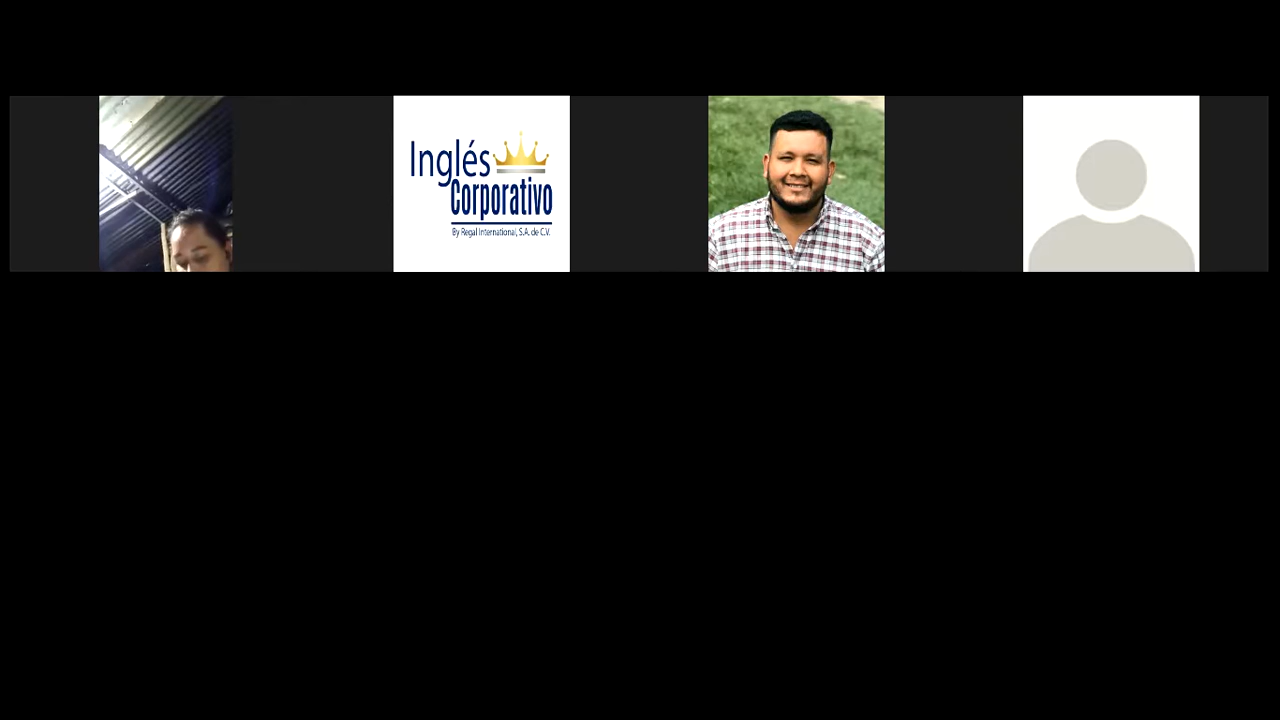 Inglés
Corporativo
By Regal International, S.A. de C.V.